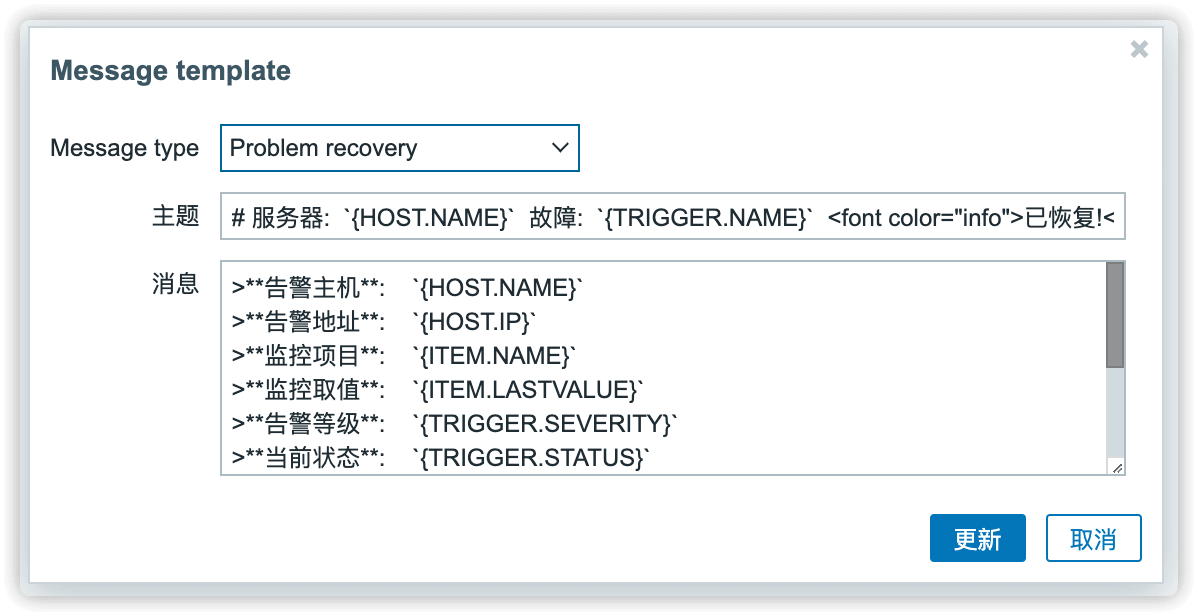 Message template
Message type Problem recovery
主题 # 服务器: `{HOST.NAME}` 故障: `{TRIGGER.NAME}` <font color="info">已恢复!<
消息 >**告警主机**: `{HOST.NAME}`
>**告警地址**: `{HOST.IP}`
>**监控项目**: `{ITEM.NAME}`
>**监控取值**: `{ITEM.LASTVALUE}`
>**告警等级**: `{TRIGGER.SEVERITY}`
>**当前状态**: `{TRIGGER.STATUS}`
更新 取消